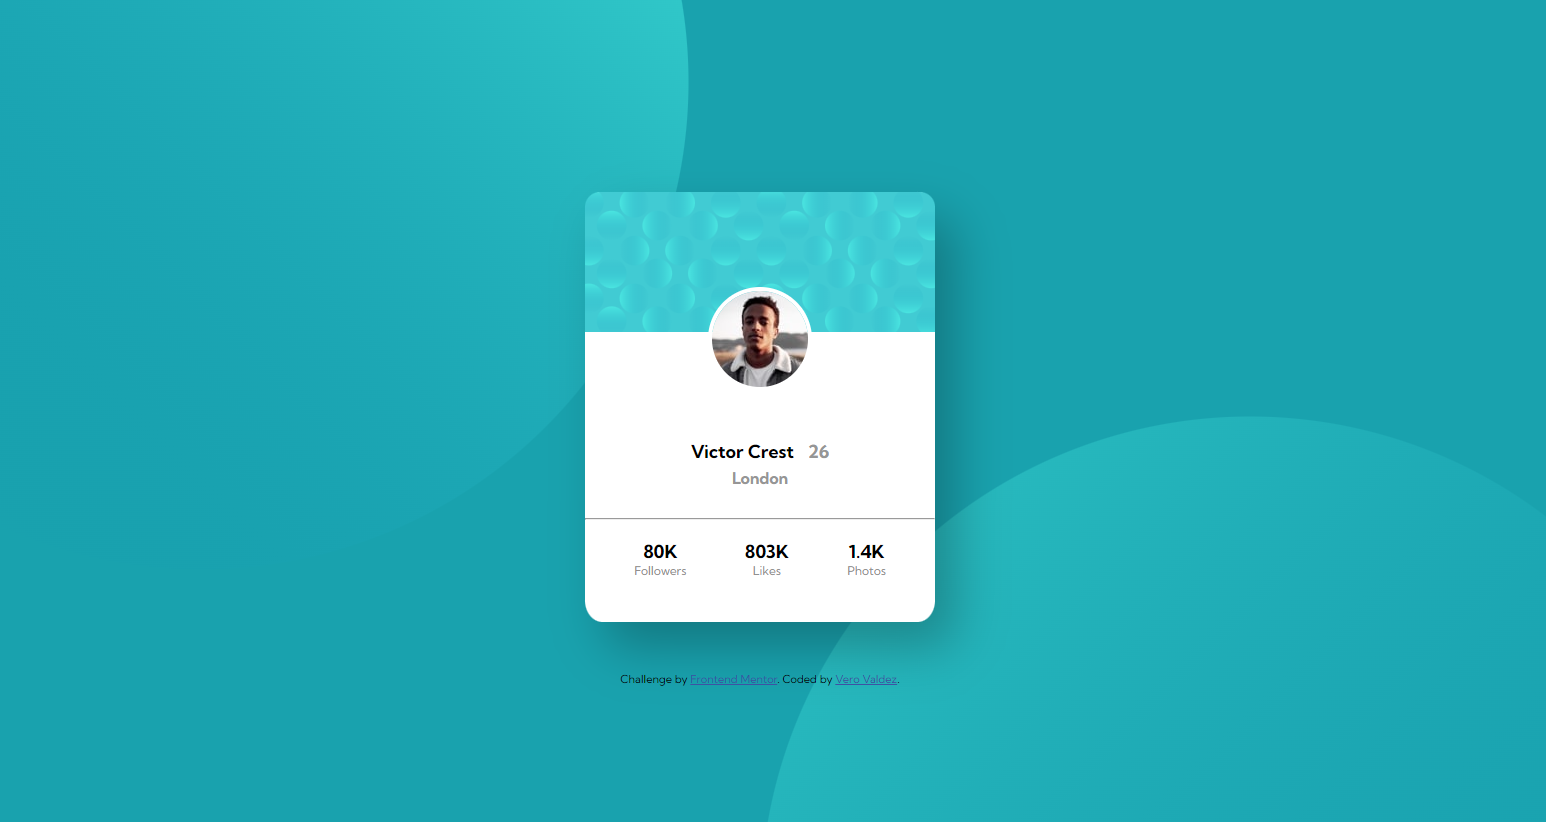 Victor Crest 26
London
80K 803K 1.4K
Followers Likes Photos
Challenge by Frontend Mentor. Coded by Vero Valdez.